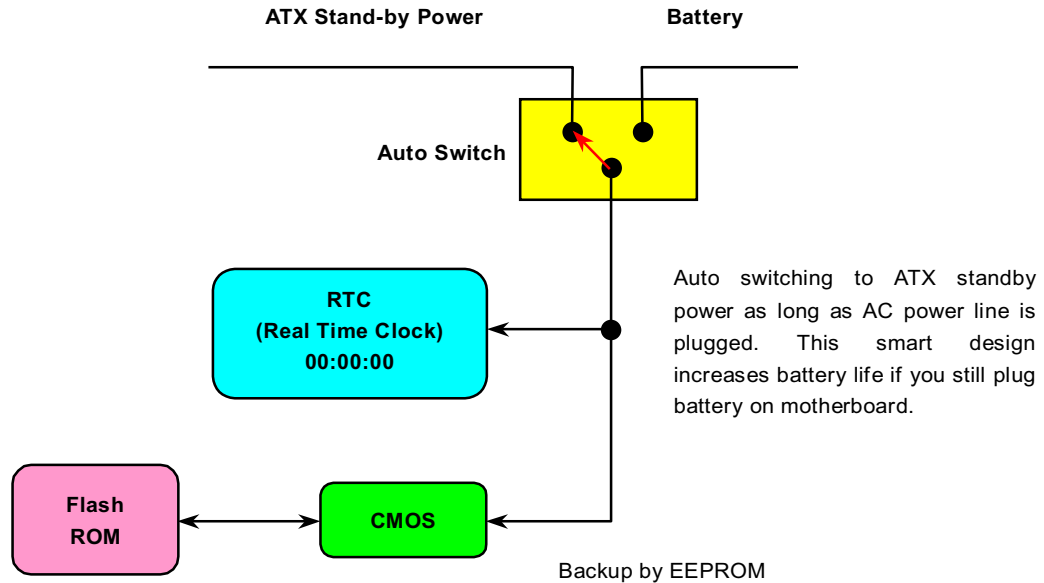 ATX Stand-by Power
Battery
Auto Switch
RTC
(Real Time Clock)
00:00:00
Auto switching to ATX standby
power as long as AC power line is
plugged. This smart design
increases battery life if you still plug
battery on motherboard.
Flash
ROM
CMOS
Backup by EEPROM